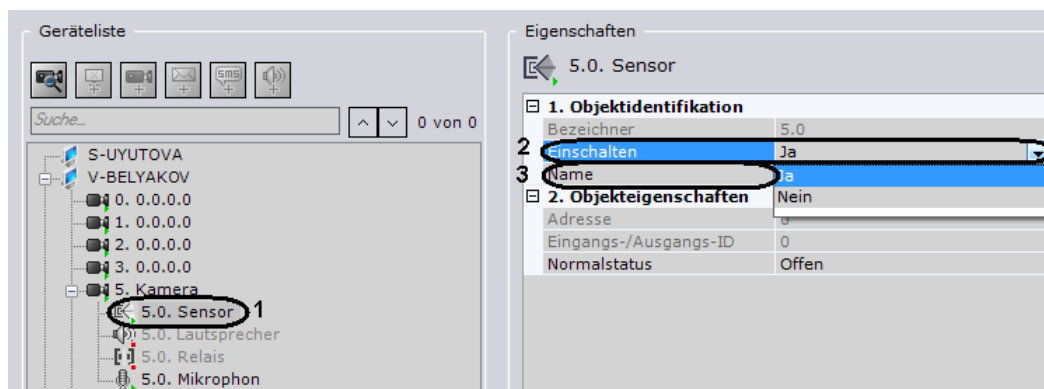 Geräteliste
sms
Suche...
0 von 0
S-UYUTOVA
V-BELYAKOV
0. 0.0.0.0
1. 0.0.0.0
2. 0.0.0.0
3. 0.0.0.0
5. Kamera
5.0. Sensor 1
5.0. Lautsprecher
5.0. Relais
5.0. Mikrophon
Eigenschaften
5.0. Sensor
1. Objektidentifikation
Bezeichner 5.0
2 Einschalten Ja
3 Name Ja
Nein
2. Objekteigenschaften
Adresse 0
Eingangs-/Ausgangs-ID 0
Normalstatus Offen